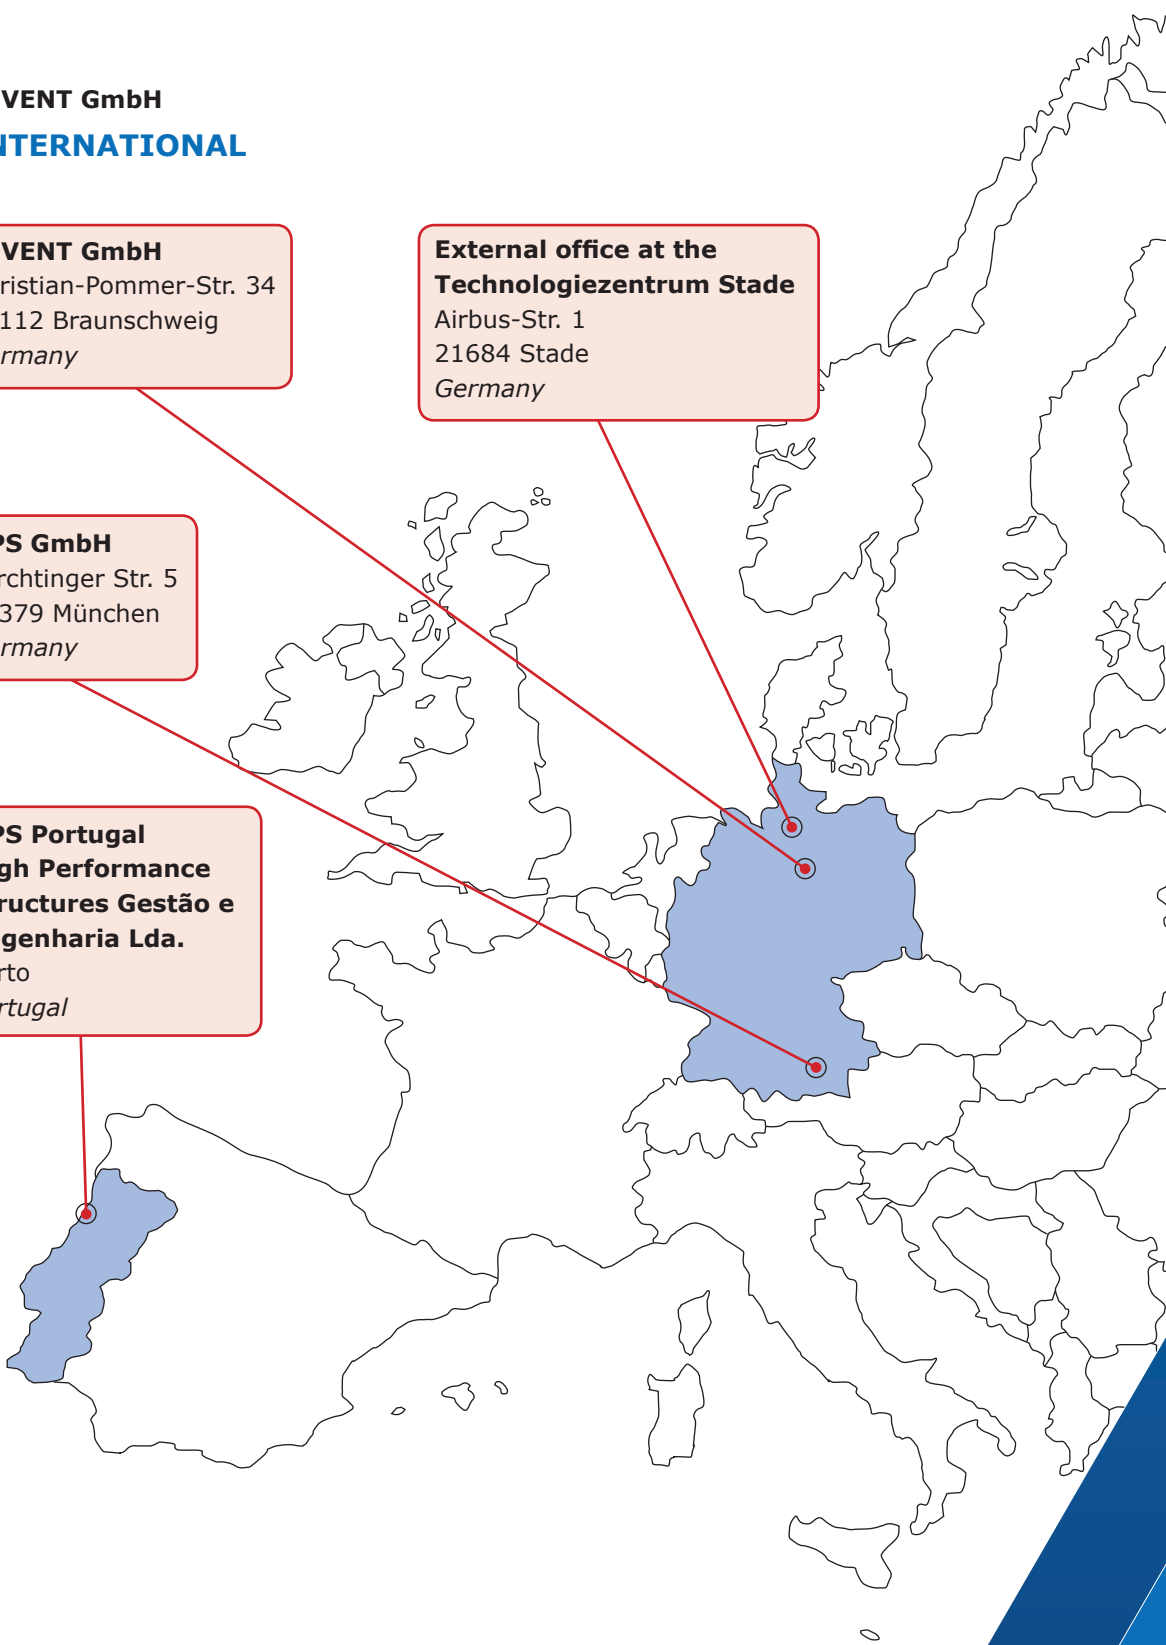 VENT GmbH
NTERNATIONAL
VENT GmbH
ristian-Pommer-Str. 34
112 Braunschweig
rmany
External office at the
Technologiezentrum Stade
Airbus-Str. 1
21684 Stade
Germany
PS GmbH
rchtinger Str. 5
379 München
rmany
PS Portugal
gh Performance
ructures Gestão e
genharia Lda.
rto
rtugal